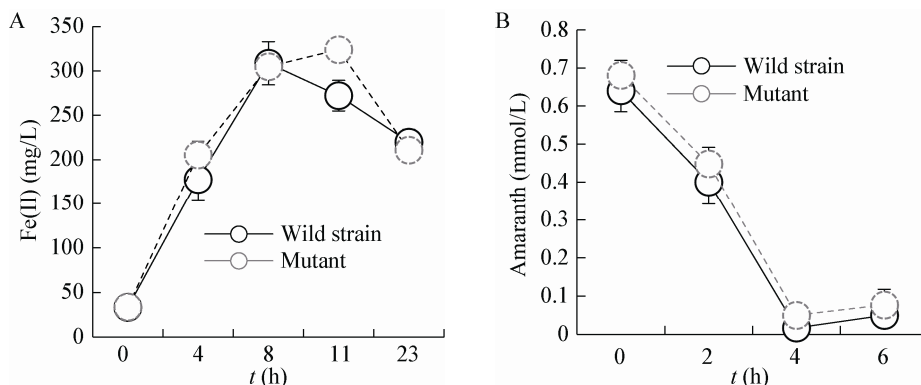 A
Fe(II) (mg/L)
350
300
250
200
150
100
50
0
Wild strain
Mutant
0 4 8 11 23
t (h)
B
Amaranth (mmol/L)
0.8
0.7
0.6
0.5
0.4
0.3
0.2
0.1
0
Wild strain
Mutant
0 2 4 6
t (h)